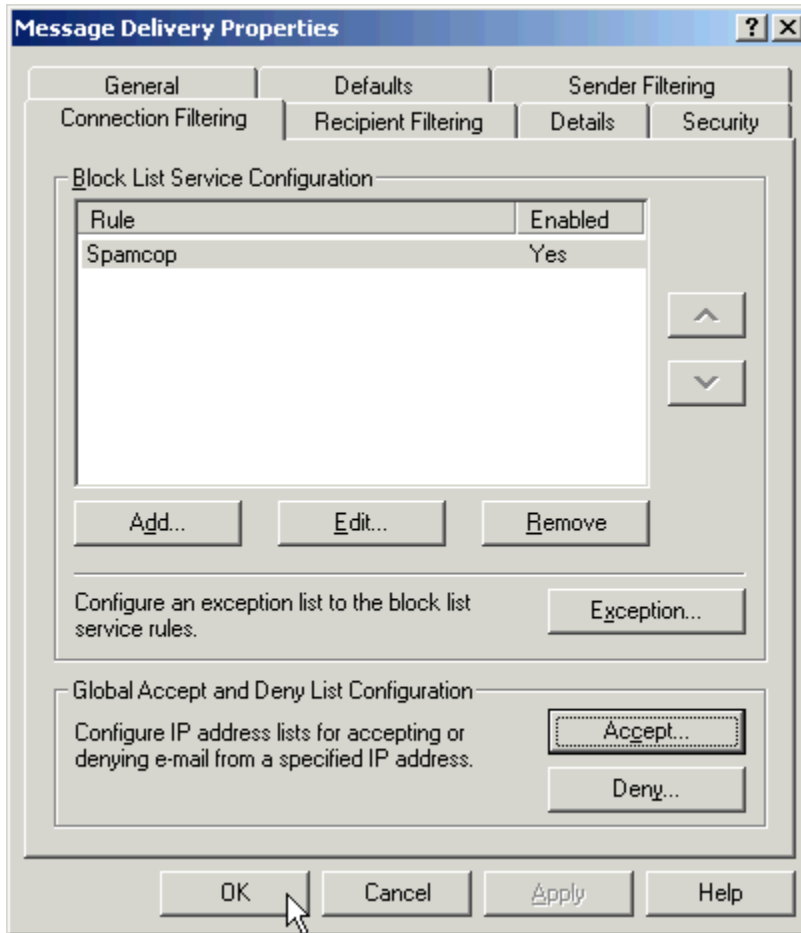 Message Delivery Properties
General Defaults Sender Filtering
Connection Filtering Recipient Filtering Details Security
Block List Service Configuration
Rule Enabled
Spamcop Yes
Add... Edit... Remove
Configure an exception list to the block list
service rules.
Exception...
Global Accept and Deny List Configuration
Configure IP address lists for accepting or
denying e-mail from a specified IP address.
Accept...
Deny...
OK Cancel Apply Help